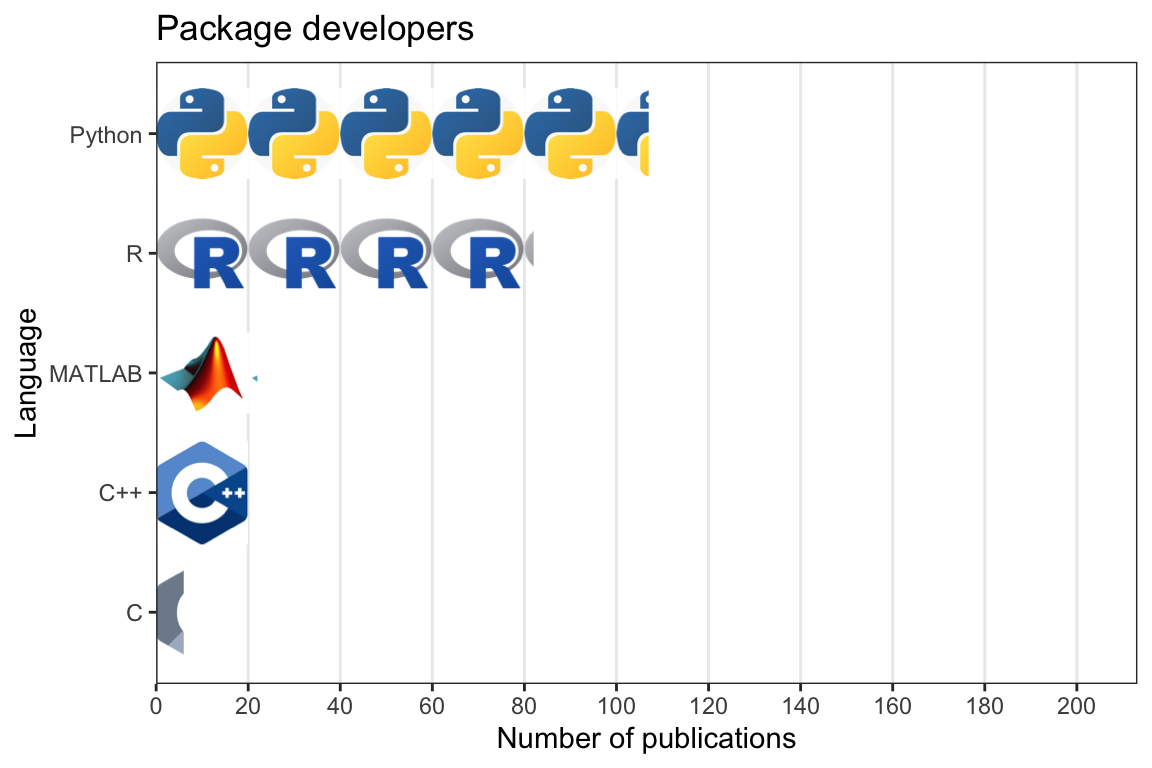 Package developers
Python
R
R R R R
MATLAB
C++
C++
C
Language
0 20 40 60 80 100 120 140 160 180 200
Number of publications